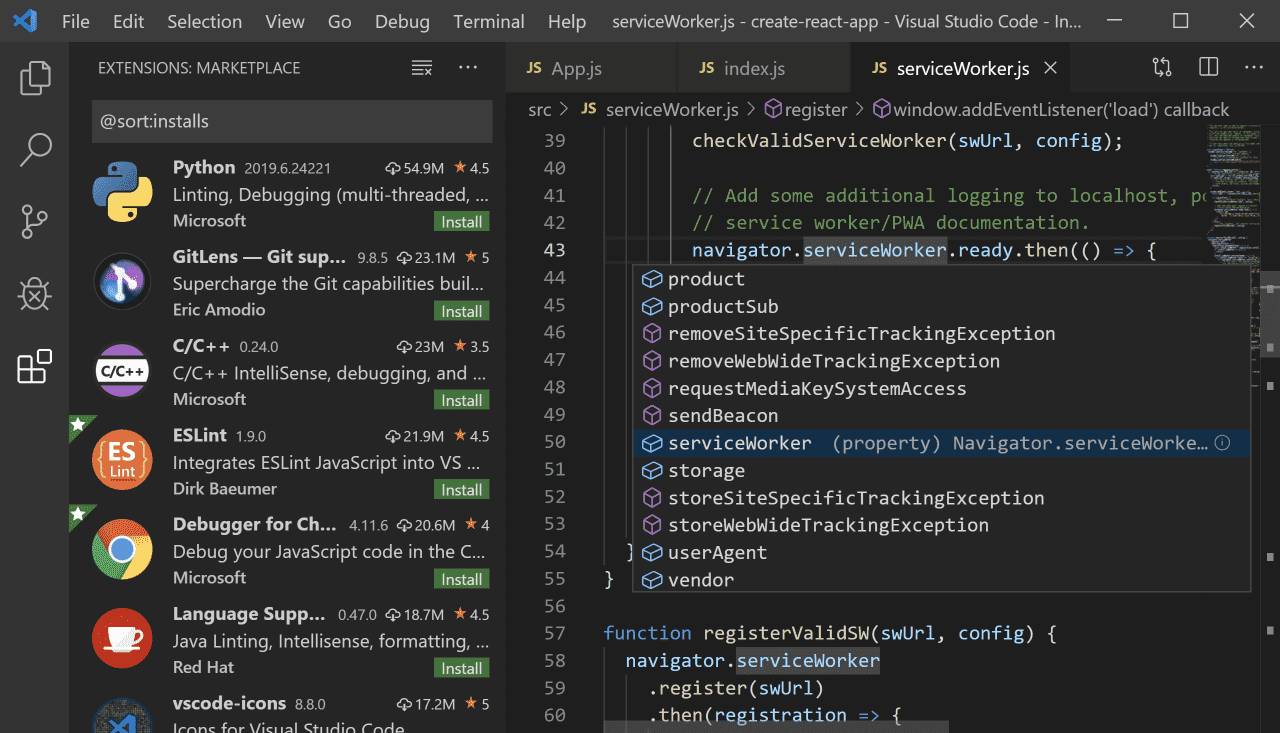 File Edit Selection View Go Debug Terminal Help serviceWorker.js - create-react-app - Visual Studio Code - In...
EXTENSIONS: MARKETPLACE
@sort:installs
Python 2019.6.24221 54.9M 4.5
Linting, Debugging (multi-threaded, ...
Microsoft Install
GitLens — Git sup... 9.8.5 23.1M 5
Supercharge the Git capabilities buil...
Eric Amodio Install
C/C++
C/C++ 0.24.0 23M 3.5
C/C++ IntelliSense, debugging, and ...
Microsoft Install
ES
Lint
ESLint 1.9.0 21.9M 4.5
Integrates ESLint JavaScript into VS ...
Dirk Baeumer Install
Debugger for Ch... 4.11.6 20.6M 4
Debug your JavaScript code in the C...
Microsoft Install
Language Supp... 0.47.0 18.7M 4.5
Java Linting, Intellisense, formatting, ...
Red Hat Install
vscode-icons 8.8.0 17.2M 5
Icons for Visual Studio Code
JS App.js JS index.js JS serviceWorker.js
src > JS serviceWorker.js > register > window.addEventListener('load') callback
39 checkValidServiceWorker(swUrl, config);
40
41 // Add some additional logging to localhost, po
42 // service worker/PWA documentation.
43 navigator.serviceWorker.ready.then(() => {
44 product
45 productSub
46 removeSiteSpecificTrackingException
47 removeWebWideTrackingException
48 requestMediaKeySystemAccess
49 sendBeacon
50 serviceWorker (property) Navigator.serviceWorke...
51 storage
52 storeSiteSpecificTrackingException
53 storeWebWideTrackingException
54 } userAgent
55 } vendor
56
57 function registerValidSW(swUrl, config) {
58 navigator.serviceWorker
59 .register(swUrl)
60 .then(registration => {